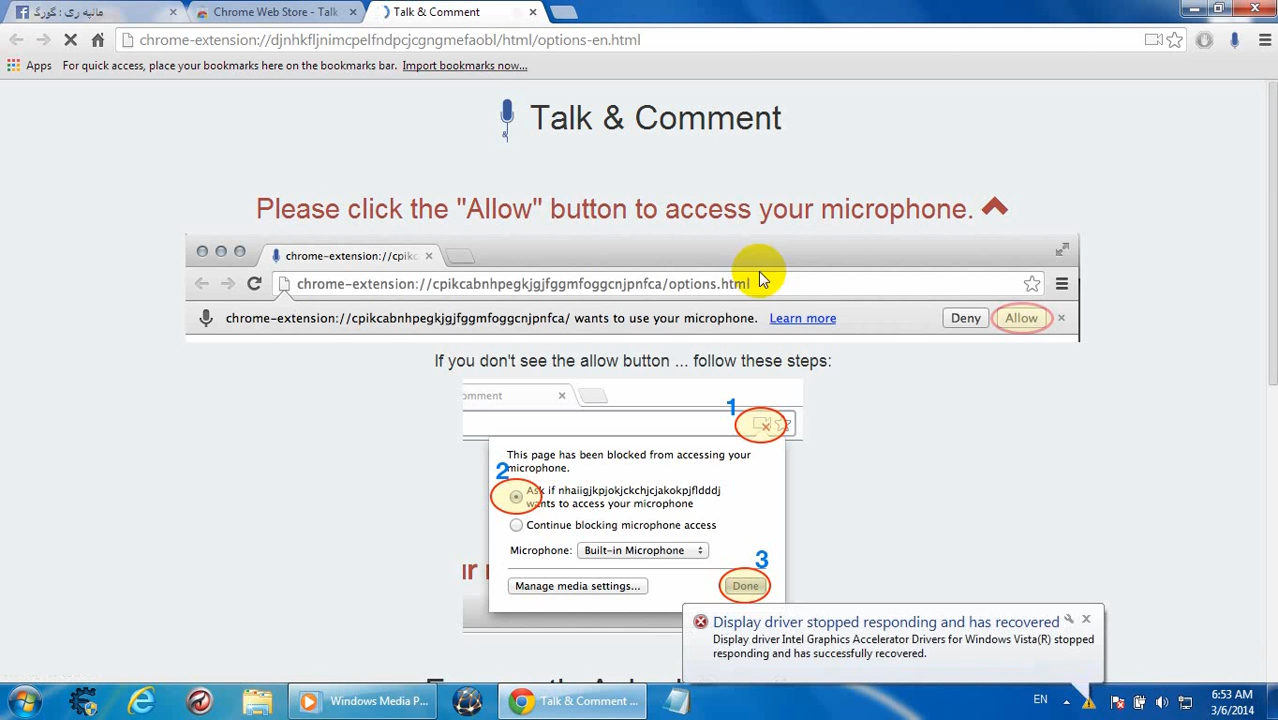 هانیه ری : گورگ
Chrome Web Store - Talk
Talk & Comment
chrome-extension://djnhkfljnimcpelfndpcjcgngmefaobl/html/options-en.html
Apps For quick access, place your bookmarks here on the bookmarks bar. Import bookmarks now...
Talk & Comment
Please click the "Allow" button to access your microphone.
chrome-extension://cpikc
chrome-extension://cpikcabnhpegkjgjfggmfoggcnjpnfca/options.html
chrome-extension://cpikcabnhpegkjgjfggmfoggcnjpnfca/ wants to use your microphone. Learn more Deny Allow
If you don't see the allow button ... follow these steps:
omment
1
This page has been blocked from accessing your
microphone.
2
Ask if nhaiigjkpjokjckchjcjakokpjfldddj
wants to access your microphone
Continue blocking microphone access
Microphone: Built-in Microphone
3
Manage media settings... Done
Display driver stopped responding and has recovered
Display driver Intel Graphics Accelerator Drivers for Windows Vista(R) stopped
responding and has successfully recovered.
Windows Media P...
Talk & Comment ...
EN
6:53 AM
3/6/2014